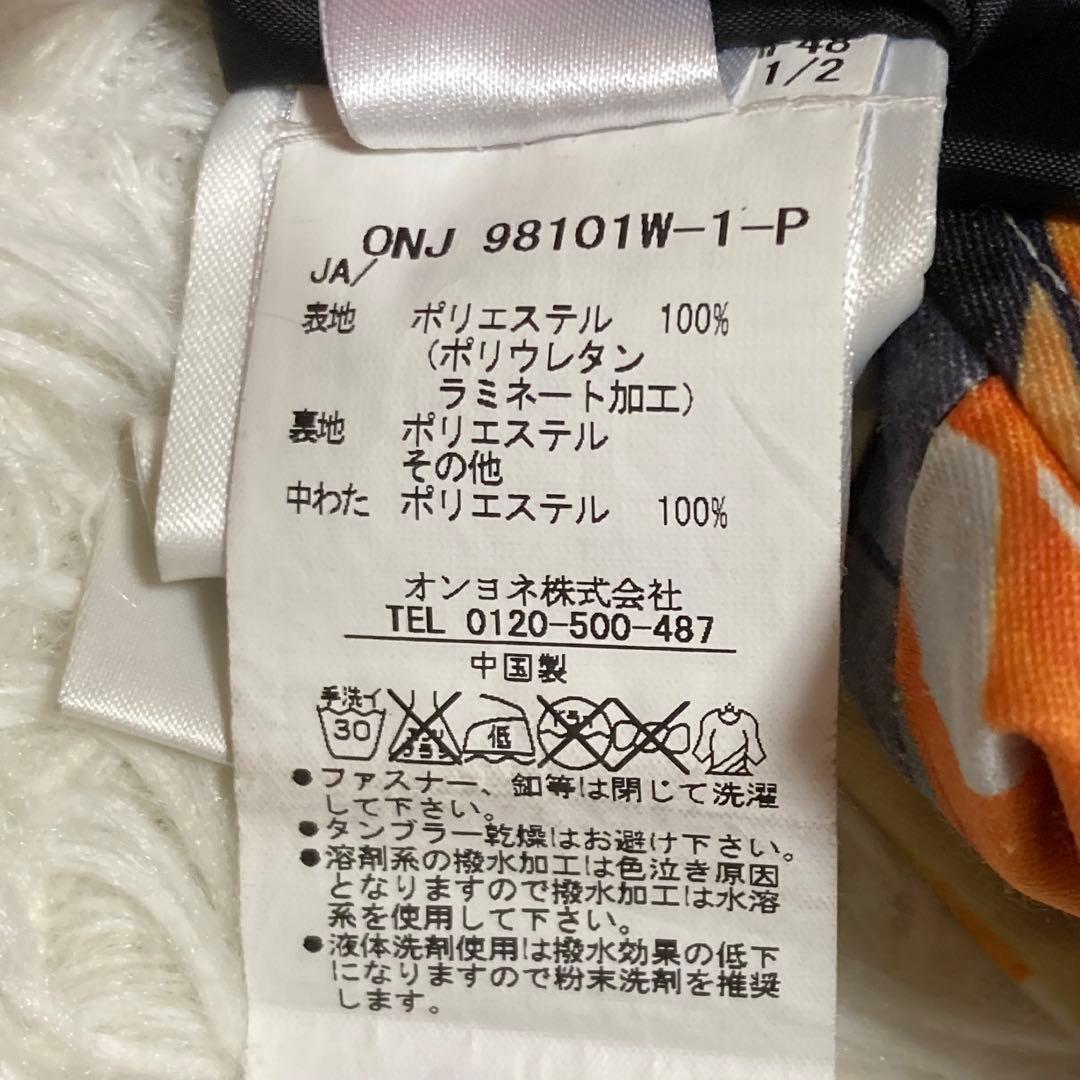 48
1/2
ONJ 98101W-1-P
JA/
表地 ポリエステル 100%
(ポリウレタン
ラミネート加工)
裏地 ポリエステル
その他
中わた ポリエステル 100%
オンヨネ株式会社
TEL 0120-500-487
中国製
手洗イ
30 低
●ファスナー、釦等は閉じて洗濯
して下さい。
●タンブラー乾燥はお避け下さい。
●溶剤系の撥水加工は色泣き原因
となりますので撥水加工は水溶
系を使用して下さい。
●液体洗剤使用は撥水効果の低下
になりますので粉末洗剤を推奨
します。